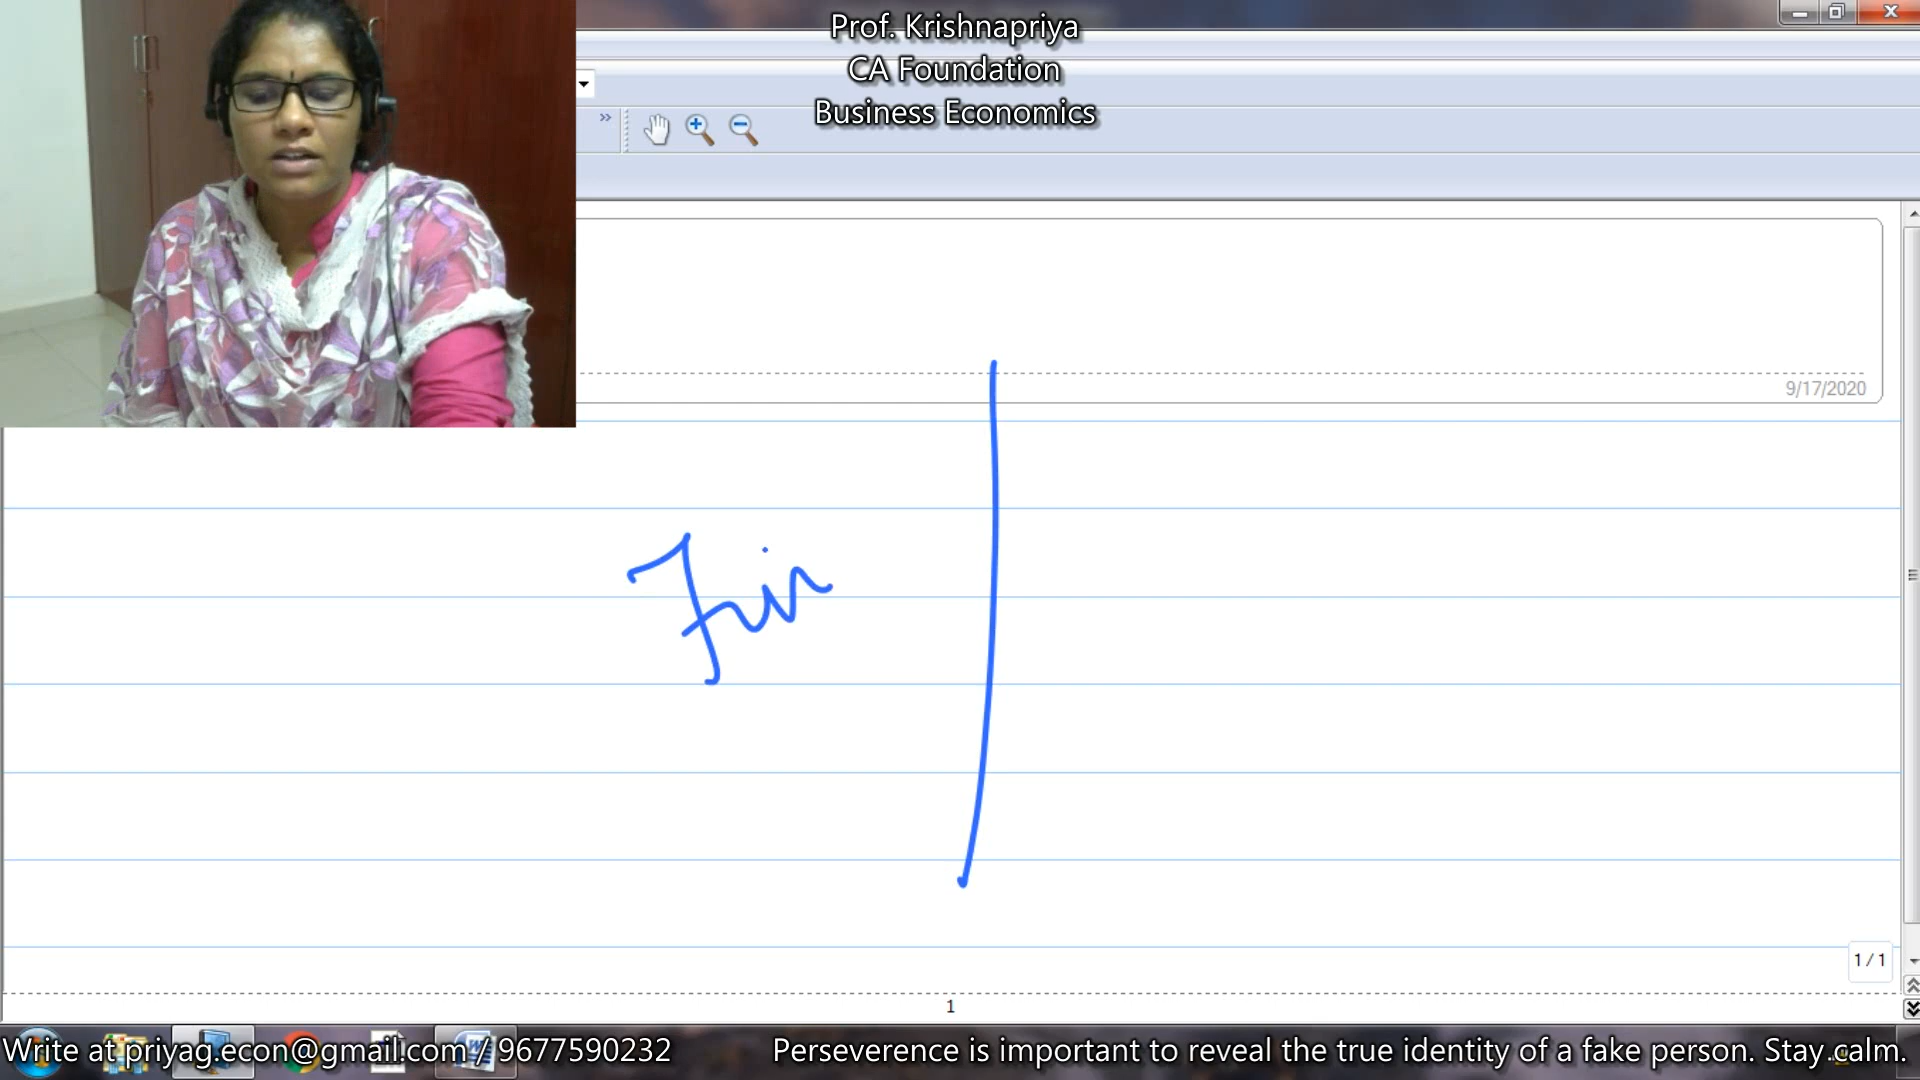 Prof. Krishnapriya
CA Foundation
Business Economics
9/17/2020
Fin
1 / 1
1
Write at priyag.econ@gmail.com / 9677590232
Perseverence is important to reveal the true identity of a fake person. Stay calm.